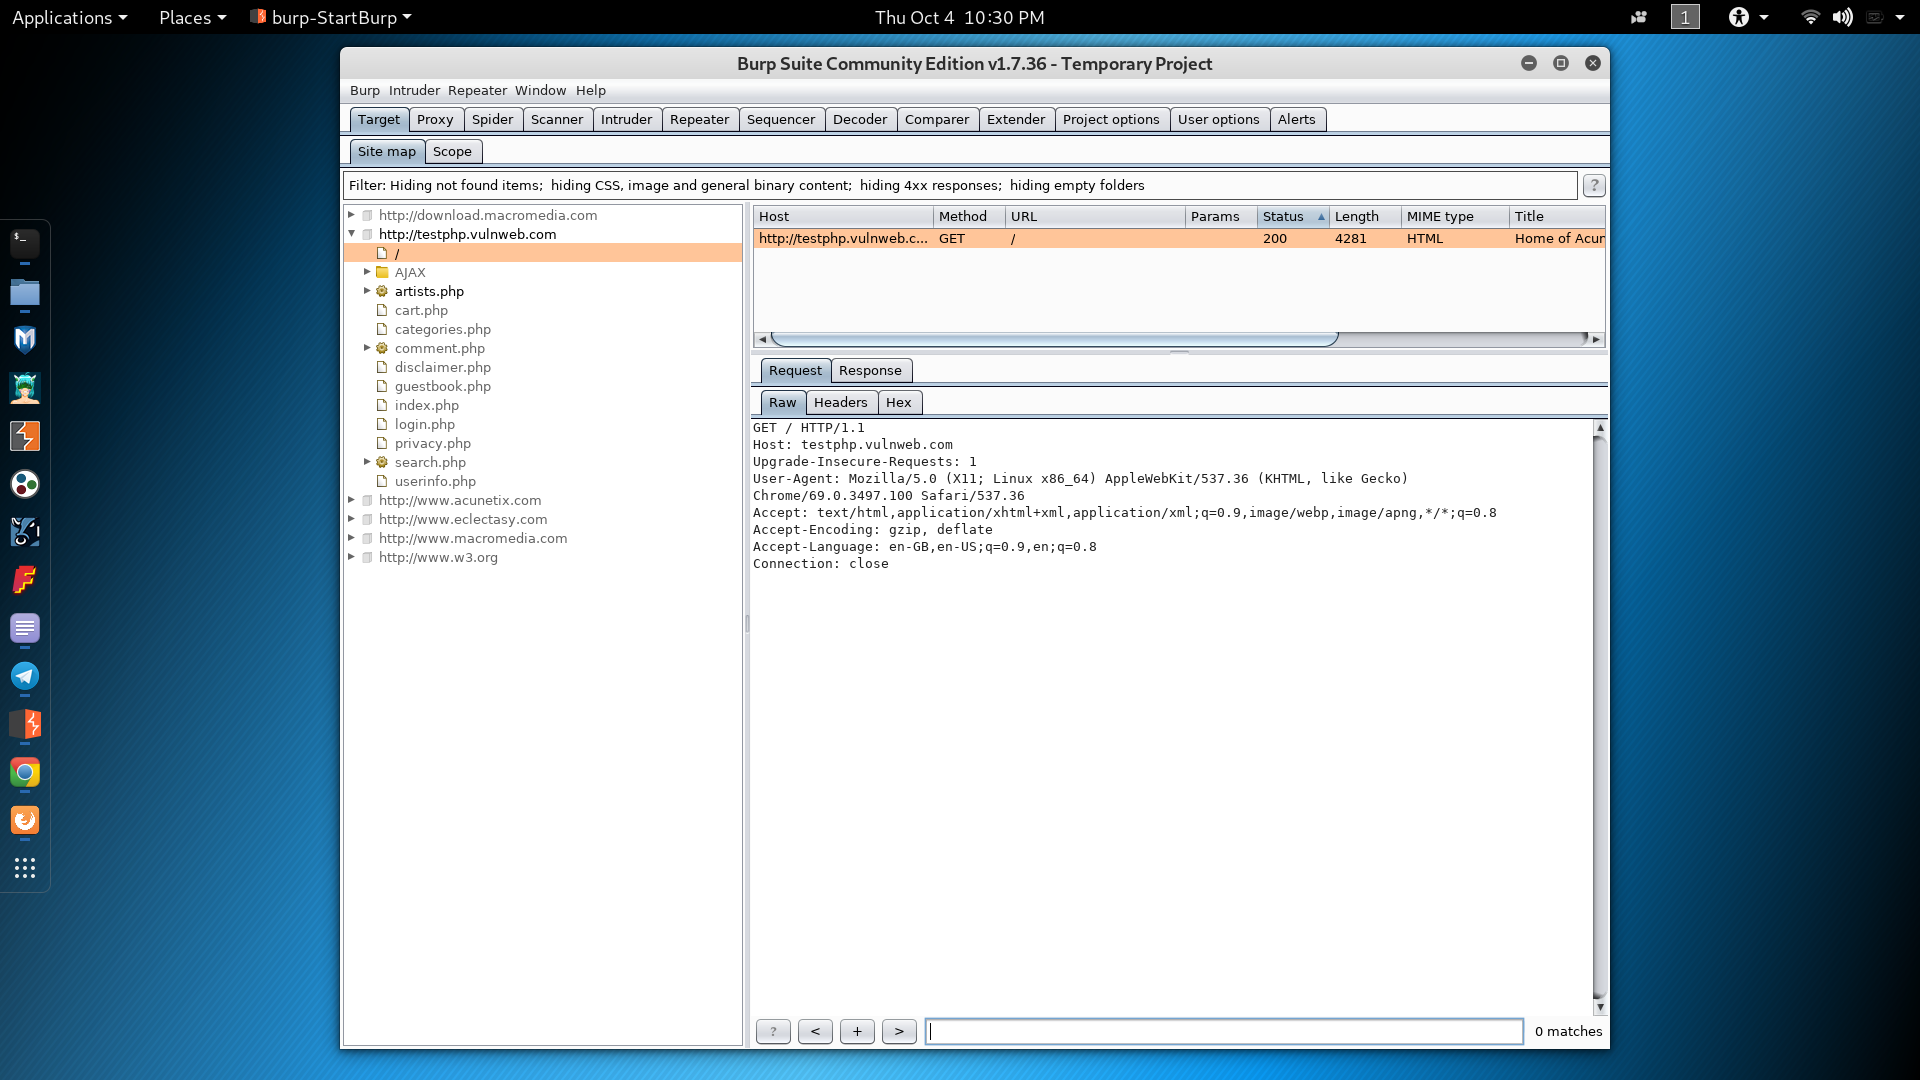 Applications Places burp-StartBurp Thu Oct 4 10:30 PM 1
Burp Suite Community Edition v1.7.36 - Temporary Project
Burp Intruder Repeater Window Help
Target Proxy Spider Scanner Intruder Repeater Sequencer Decoder Comparer Extender Project options User options Alerts
Site map Scope
Filter: Hiding not found items; hiding CSS, image and general binary content; hiding 4xx responses; hiding empty folders ?
http://download.macromedia.com
http://testphp.vulnweb.com
/
AJAX
artists.php
cart.php
categories.php
comment.php
disclaimer.php
guestbook.php
index.php
login.php
privacy.php
search.php
userinfo.php
http://www.acunetix.com
http://www.eclectasy.com
http://www.macromedia.com
http://www.w3.org
Host Method URL Params Status Length MIME type Title
http://testphp.vulnweb.c... GET / 200 4281 HTML Home of Acun
Request Response
Raw Headers Hex
GET / HTTP/1.1
Host: testphp.vulnweb.com
Upgrade-Insecure-Requests: 1
User-Agent: Mozilla/5.0 (X11; Linux x86_64) AppleWebKit/537.36 (KHTML, like Gecko)
Chrome/69.0.3497.100 Safari/537.36
Accept: text/html,application/xhtml+xml,application/xml;q=0.9,image/webp,image/apng,*/*;q=0.8
Accept-Encoding: gzip, deflate
Accept-Language: en-GB,en-US;q=0.9,en;q=0.8
Connection: close
? < + > 0 matches